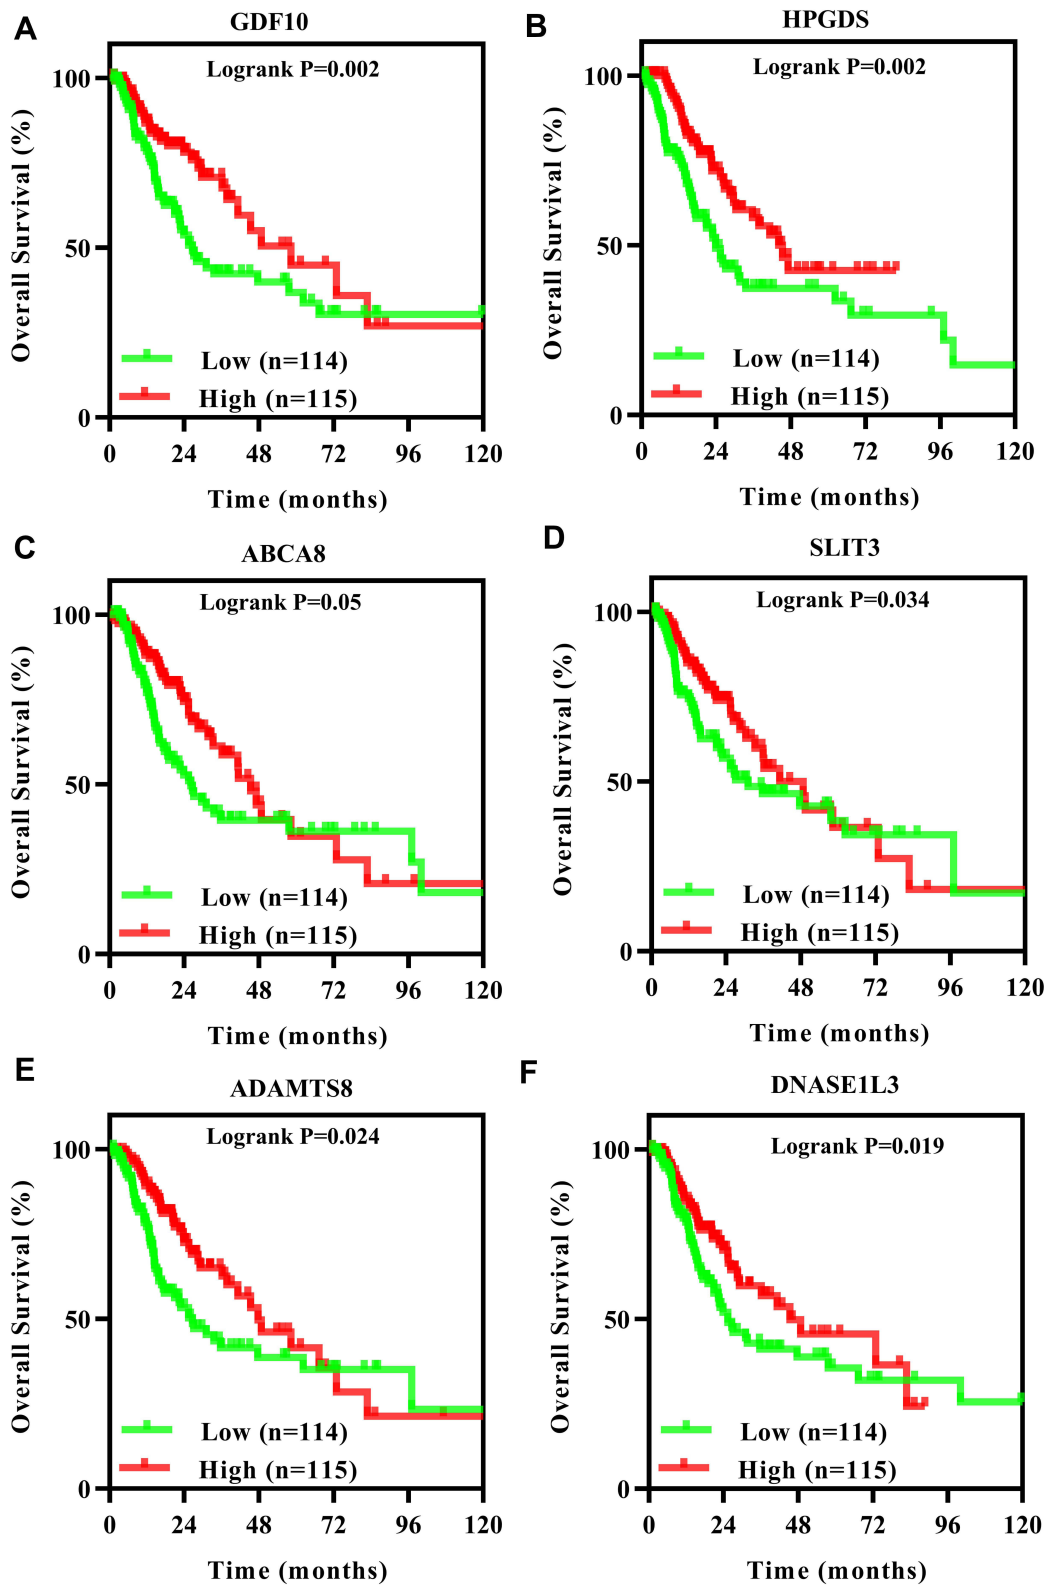 A
GDF10
Logrank P=0.002
Overall Survival (%)
100
50
0
Low (n=114)
High (n=115)
0 24 48 72 96 120
Time (months)
B
HPGDS
Logrank P=0.002
Overall Survival (%)
100
50
0
Low (n=114)
High (n=115)
0 24 48 72 96 120
Time (months)
C
ABCA8
Logrank P=0.05
Overall Survival (%)
100
50
0
Low (n=114)
High (n=115)
0 24 48 72 96 120
Time (months)
D
SLIT3
Logrank P=0.034
Overall Survival (%)
100
50
0
Low (n=114)
High (n=115)
0 24 48 72 96 120
Time (months)
E
ADAMTS8
Logrank P=0.024
Overall Survival (%)
100
50
0
Low (n=114)
High (n=115)
0 24 48 72 96 120
Time (months)
F
DNASE1L3
Logrank P=0.019
Overall Survival (%)
100
50
0
Low (n=114)
High (n=115)
0 24 48 72 96 120
Time (months)